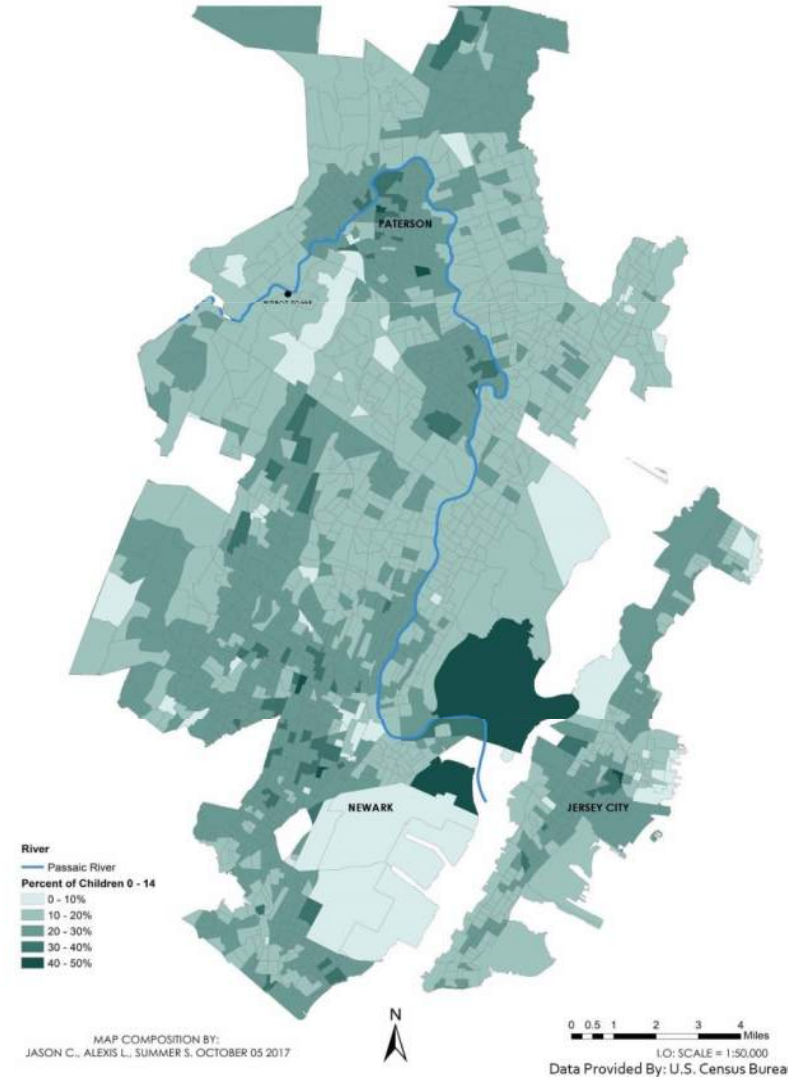 PATERSON
NEWARK
JERSEY CITY
River
Passaic River
Percent of Children 0 - 14
0 - 10%
10 - 20%
20 - 30%
30 - 40%
40 - 50%
MAP COMPOSITION BY:
JASON C., ALEXIS L., SUMMER S. OCTOBER 05 2017
N
0 0.5 1 2 3 4
Miles
I.O: SCALE = 1:50,000
Data Provided By: U.S. Census Bureau